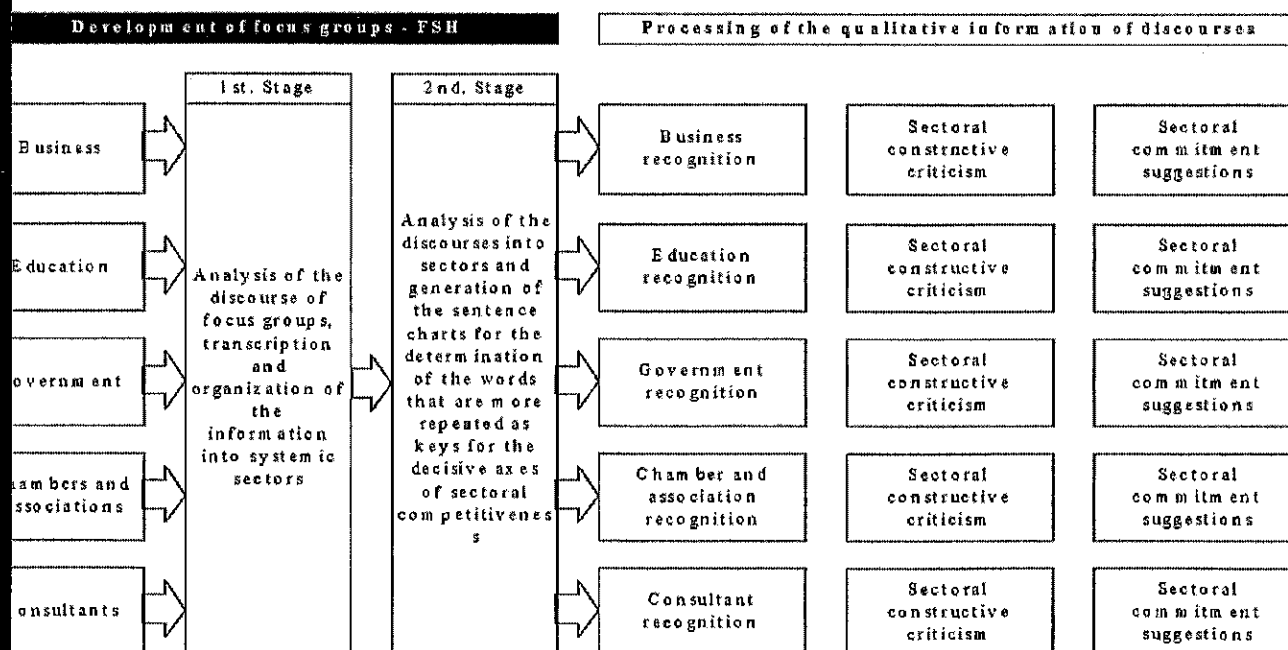 Development of focus groups - FSH
Processing of the qualitative information of discourses
1st. Stage
2nd. Stage
Business
Education
overnment
ambers and
ssociations
onsultants
Analysis of the
discourse of
focus groups,
transcription
and
organization of
the
information
into systemic
sectors
Analysis of the
discourses into
sectors and
generation of
the sentence
charts for the
determination
of the words
that are more
repeated as
keys for the
decisive axes
of sectoral
competitivenes
s
Business
recognition
Sectoral
constructive
criticism
Sectoral
commitment
suggestions
Education
recognition
Sectoral
constructive
criticism
Sectoral
commitment
suggestions
Government
recognition
Sectoral
constructive
criticism
Sectoral
commitment
suggestions
Chamber and
association
recognition
Sectoral
constructive
criticism
Sectoral
commitment
suggestions
Consultant
recognition
Sectoral
constructive
criticism
Sectoral
commitment
suggestions